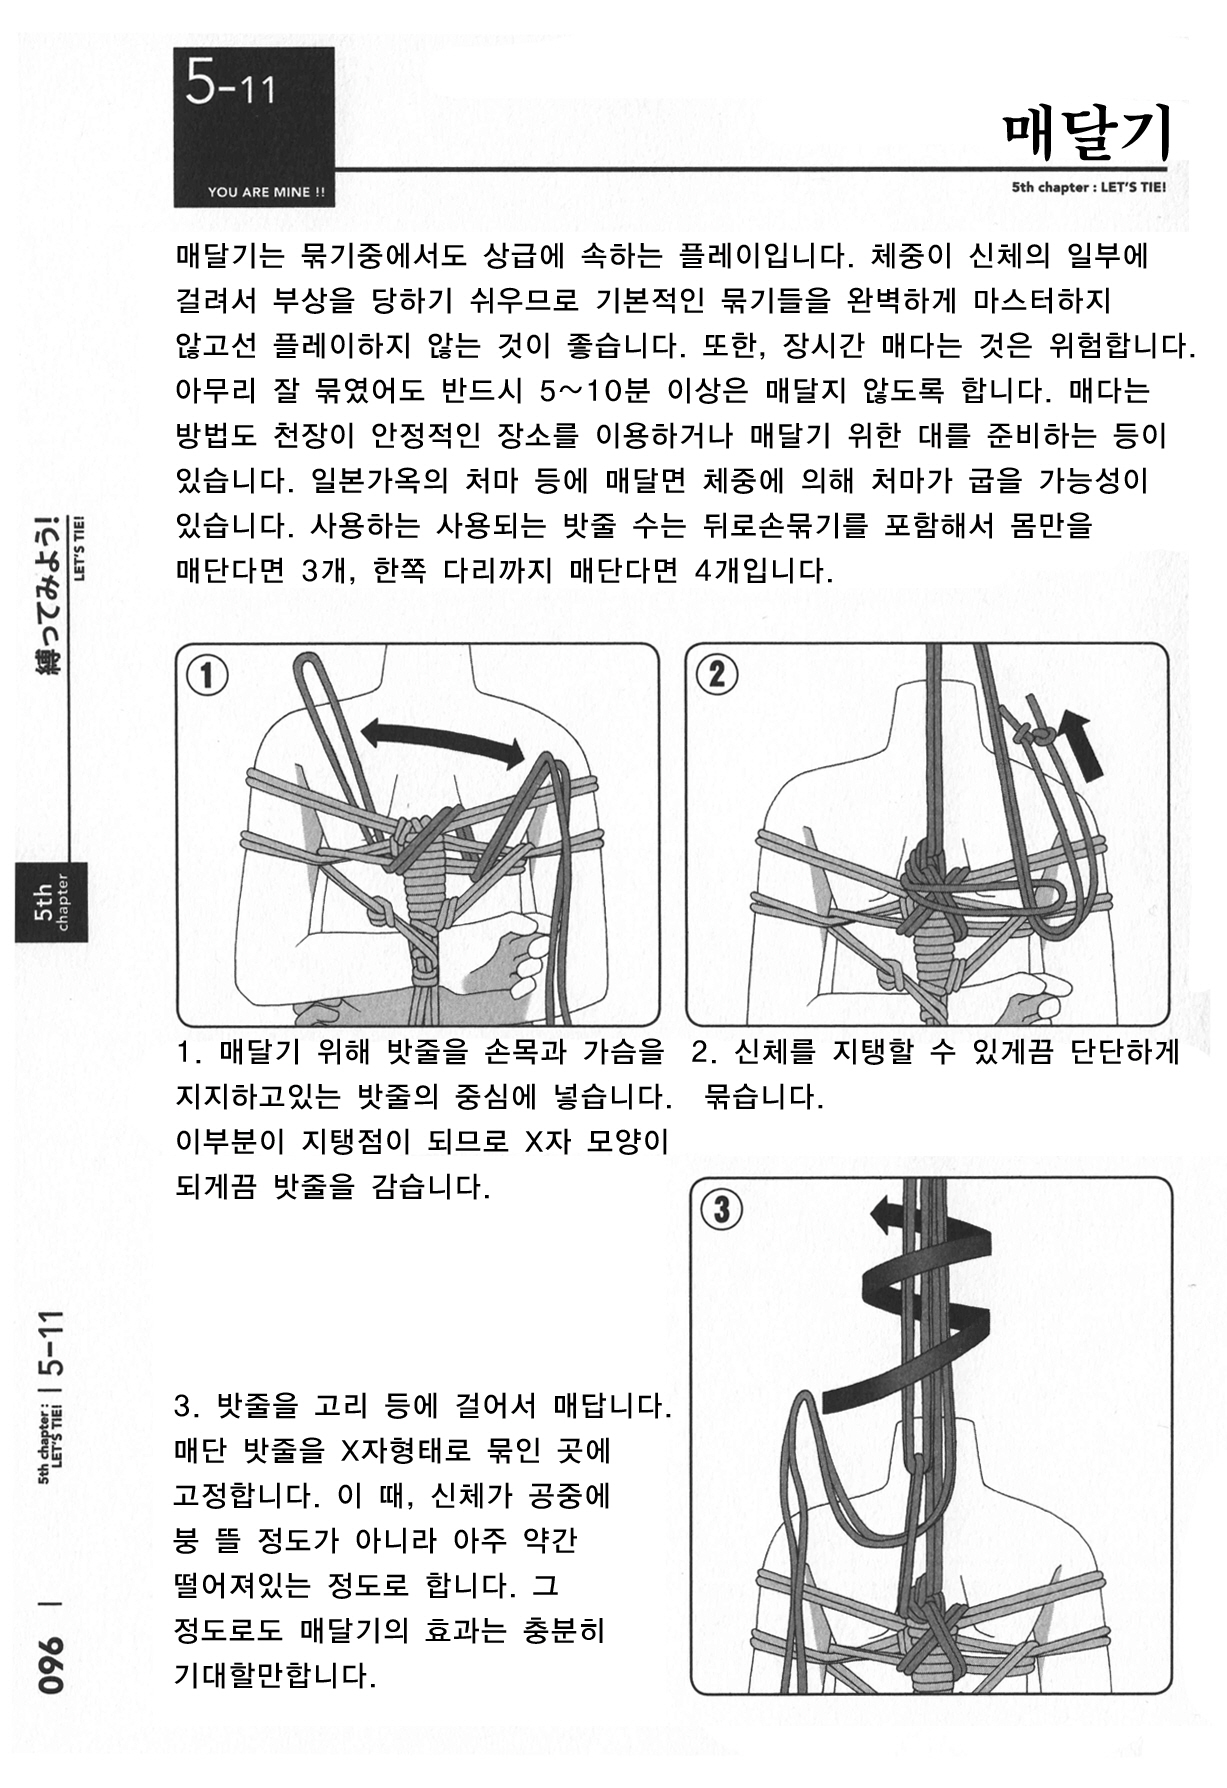 5-11
YOU ARE MINE !!
매달기
5th chapter : LET'S TIE!
매달기는 묶기중에서도 상급에 속하는 플레이입니다. 체중이 신체의 일부에
걸려서 부상을 당하기 쉬우므로 기본적인 묶기들을 완벽하게 마스터하지
않고선 플레이하지 않는 것이 좋습니다. 또한, 장시간 매다는 것은 위험합니다.
아무리 잘 묶였어도 반드시 5~10분 이상은 매달지 않도록 합니다. 매다는
방법도 천장이 안정적인 장소를 이용하거나 매달기 위한 대를 준비하는 등이
있습니다. 일본가옥의 처마 등에 매달면 체중에 의해 처마가 굽을 가능성이
있습니다. 사용하는 사용되는 밧줄 수는 뒤로손묶기를 포함해서 몸만을
매단다면 3개, 한쪽 다리까지 매단다면 4개입니다.
縛ってみよう!
LET'S TIE!
5th
chapter
1
2
1. 매달기 위해 밧줄을 손목과 가슴을
지지하고있는 밧줄의 중심에 넣습니다.
이부분이 지탱점이 되므로 X자 모양이
되게끔 밧줄을 감습니다.
2. 신체를 지탱할 수 있게끔 단단하게
묶습니다.
3
3. 밧줄을 고리 등에 걸어서 매답니다.
매단 밧줄을 X자형태로 묶인 곳에
고정합니다. 이 때, 신체가 공중에
붕 뜰 정도가 아니라 아주 약간
떨어져있는 정도로 합니다. 그
정도로도 매달기의 효과는 충분히
기대할만합니다.
5th chapter :
LET'S TIE!
5-11
096